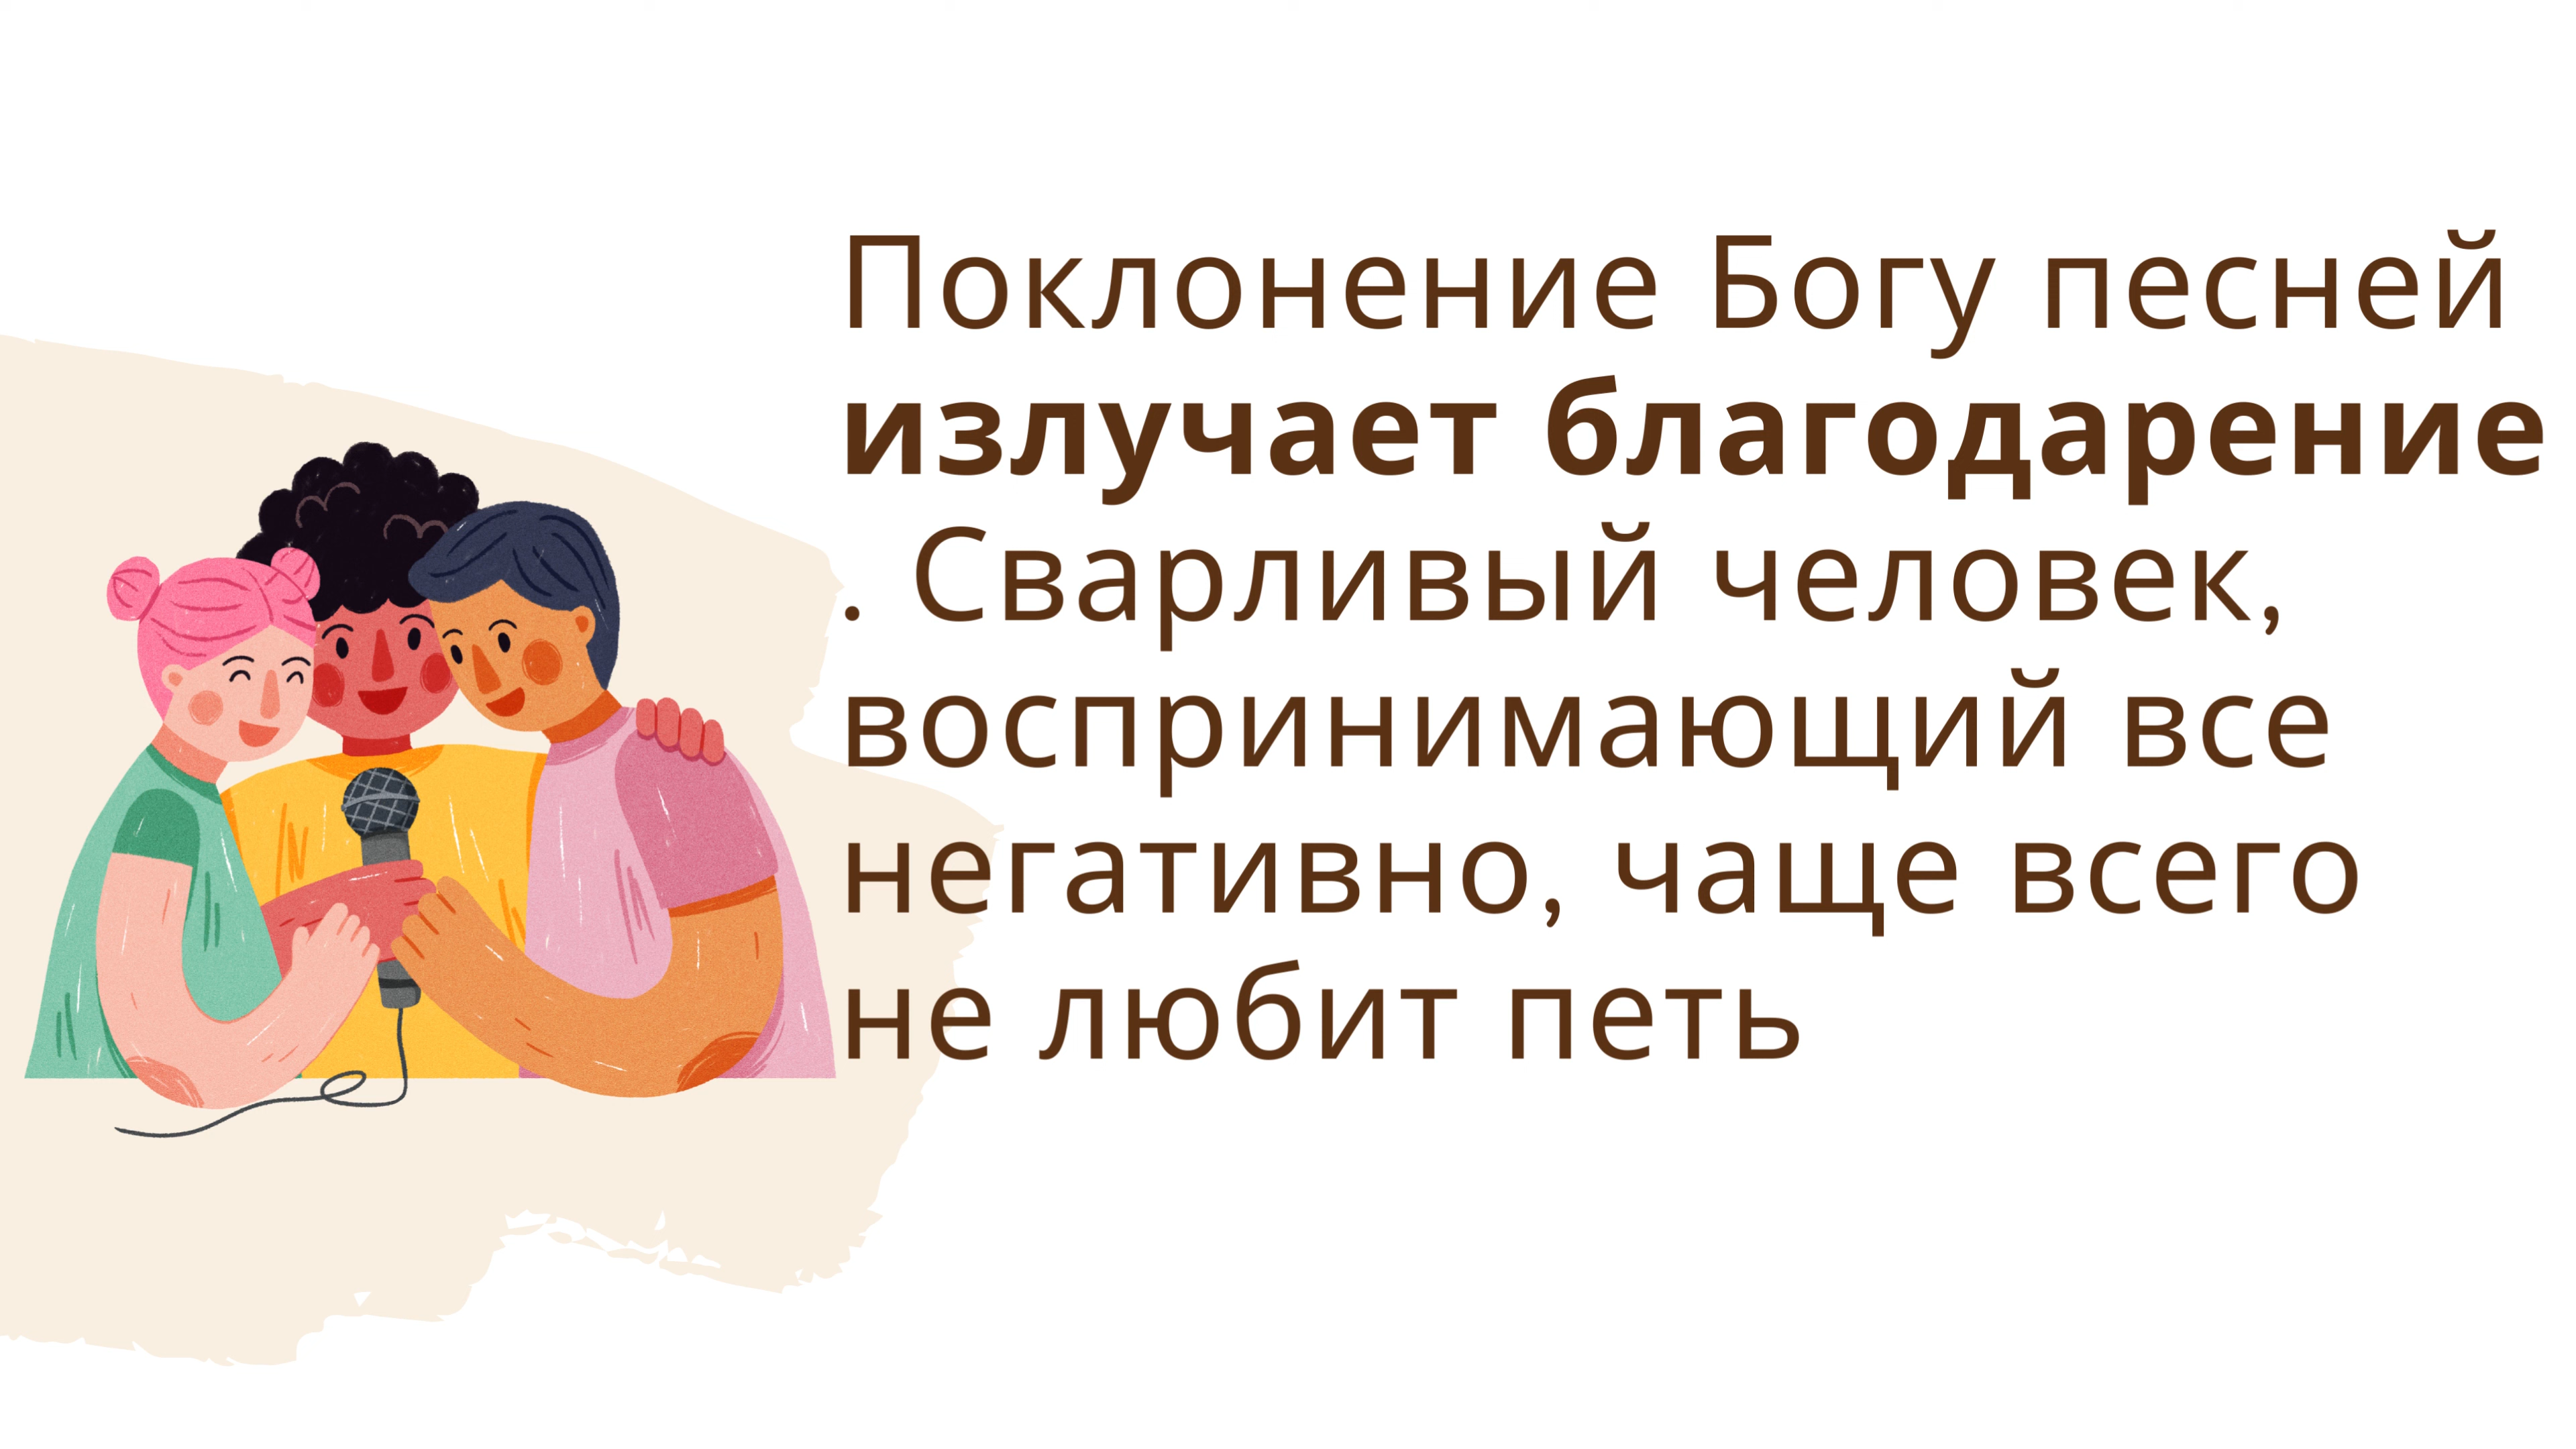 Поклонение Богу песней
излучает благодарение
. Сварливый человек,
воспринимающий все
негативно, чаще всего
не любит петь